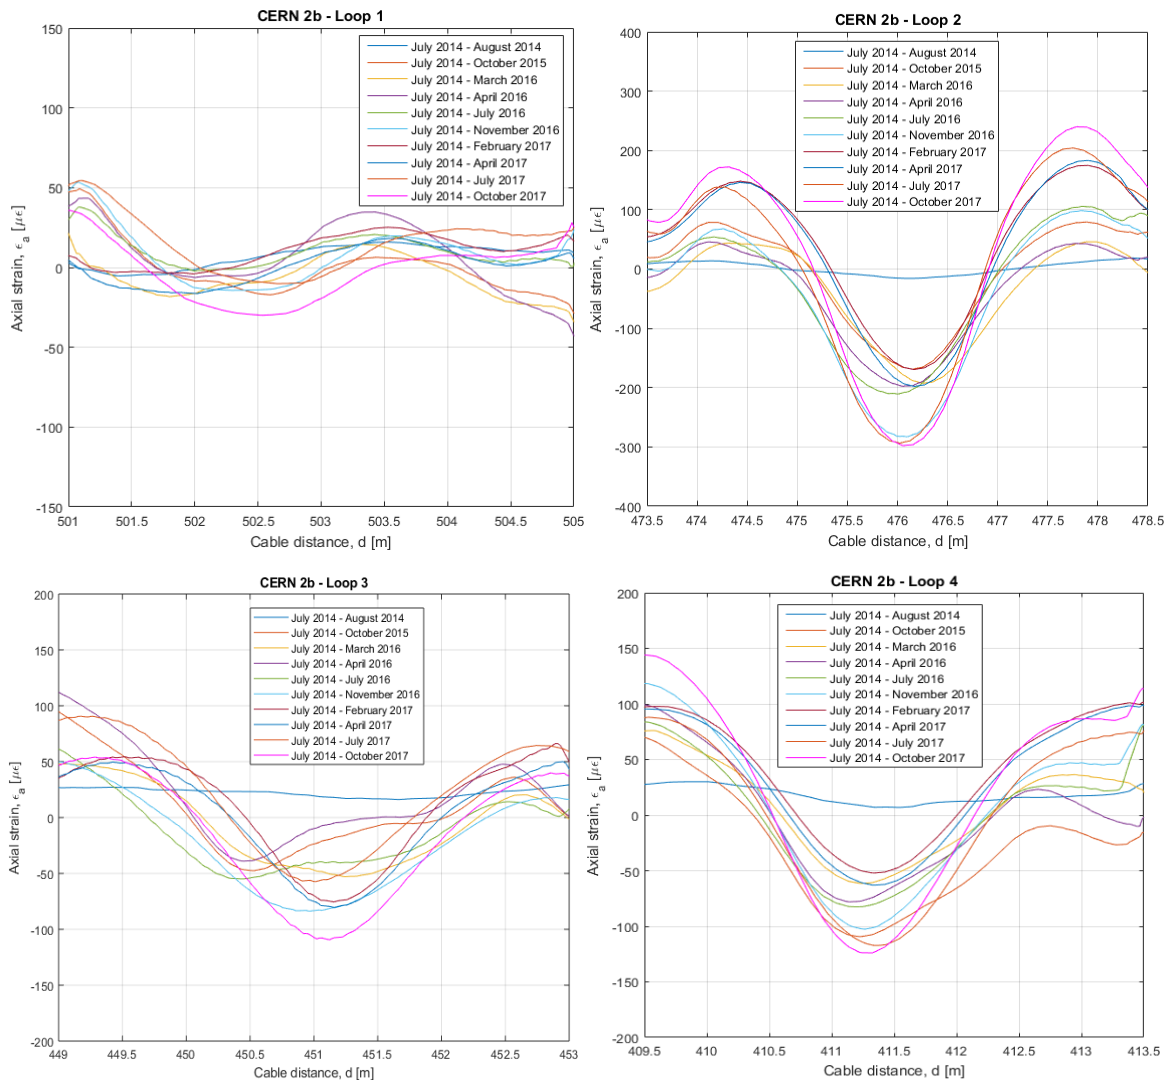 CERN 2b - Loop 1
150
100
50
0
-50
-100
-150
Axial strain, ϵa [µϵ]
July 2014 - August 2014
July 2014 - October 2015
July 2014 - March 2016
July 2014 - April 2016
July 2014 - July 2016
July 2014 - November 2016
July 2014 - February 2017
July 2014 - April 2017
July 2014 - July 2017
July 2014 - October 2017
501 501.5 502 502.5 503 503.5 504 504.5 505
Cable distance, d [m]
CERN 2b - Loop 2
400
300
200
100
0
-100
-200
-300
-400
Axial strain, ϵa [µϵ]
July 2014 - August 2014
July 2014 - October 2015
July 2014 - March 2016
July 2014 - April 2016
July 2014 - July 2016
July 2014 - November 2016
July 2014 - February 2017
July 2014 - April 2017
July 2014 - July 2017
July 2014 - October 2017
473.5 474 474.5 475 475.5 476 476.5 477 477.5 478 478.5
Cable distance, d [m]
CERN 2b - Loop 3
200
150
100
50
0
-50
-100
-150
-200
Axial strain, ϵa [µϵ]
July 2014 - August 2014
July 2014 - October 2015
July 2014 - March 2016
July 2014 - April 2016
July 2014 - July 2016
July 2014 - November 2016
July 2014 - February 2017
July 2014 - April 2017
July 2014 - July 2017
July 2014 - October 2017
449 449.5 450 450.5 451 451.5 452 452.5 453
Cable distance, d [m]
CERN 2b - Loop 4
200
150
100
50
0
-50
-100
-150
-200
Axial strain, ϵa [µϵ]
July 2014 - August 2014
July 2014 - October 2015
July 2014 - March 2016
July 2014 - April 2016
July 2014 - July 2016
July 2014 - November 2016
July 2014 - February 2017
July 2014 - April 2017
July 2014 - July 2017
July 2014 - October 2017
409.5 410 410.5 411 411.5 412 412.5 413 413.5
Cable distance, d [m]